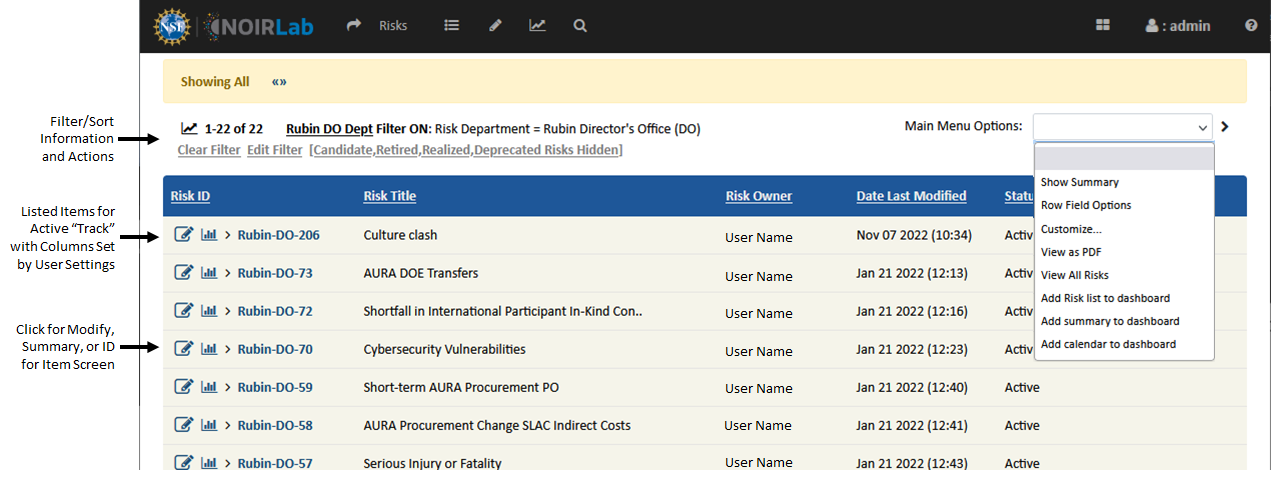 NSF NOIRLab Risks : admin
Showing All «»
Filter/Sort
Information
and Actions
1-22 of 22 Rubin DO Dept Filter ON: Risk Department = Rubin Director's Office (DO) Main Menu Options:
Clear Filter Edit Filter [Candidate,Retired,Realized,Deprecated Risks Hidden]
Show Summary
Row Field Options
Customize...
View as PDF
View All Risks
Add Risk list to dashboard
Add summary to dashboard
Add calendar to dashboard
Listed Items for
Active “Track”
with Columns Set
by User Settings
Click for Modify,
Summary, or ID
for Item Screen
Risk ID Risk Title Risk Owner Date Last Modified Statu
> Rubin-DO-206 Culture clash User Name Nov 07 2022 (10:34) Activ
> Rubin-DO-73 AURA DOE Transfers User Name Jan 21 2022 (12:13) Activ
> Rubin-DO-72 Shortfall in International Participant In-Kind Con.. User Name Jan 21 2022 (12:16) Activ
> Rubin-DO-70 Cybersecurity Vulnerabilities User Name Jan 21 2022 (12:23) Activ
> Rubin-DO-59 Short-term AURA Procurement PO User Name Jan 21 2022 (12:40) Active
> Rubin-DO-58 AURA Procurement Change SLAC Indirect Costs User Name Jan 21 2022 (12:41) Active
> Rubin-DO-57 Serious Injury or Fatality User Name Jan 21 2022 (12:43) Active